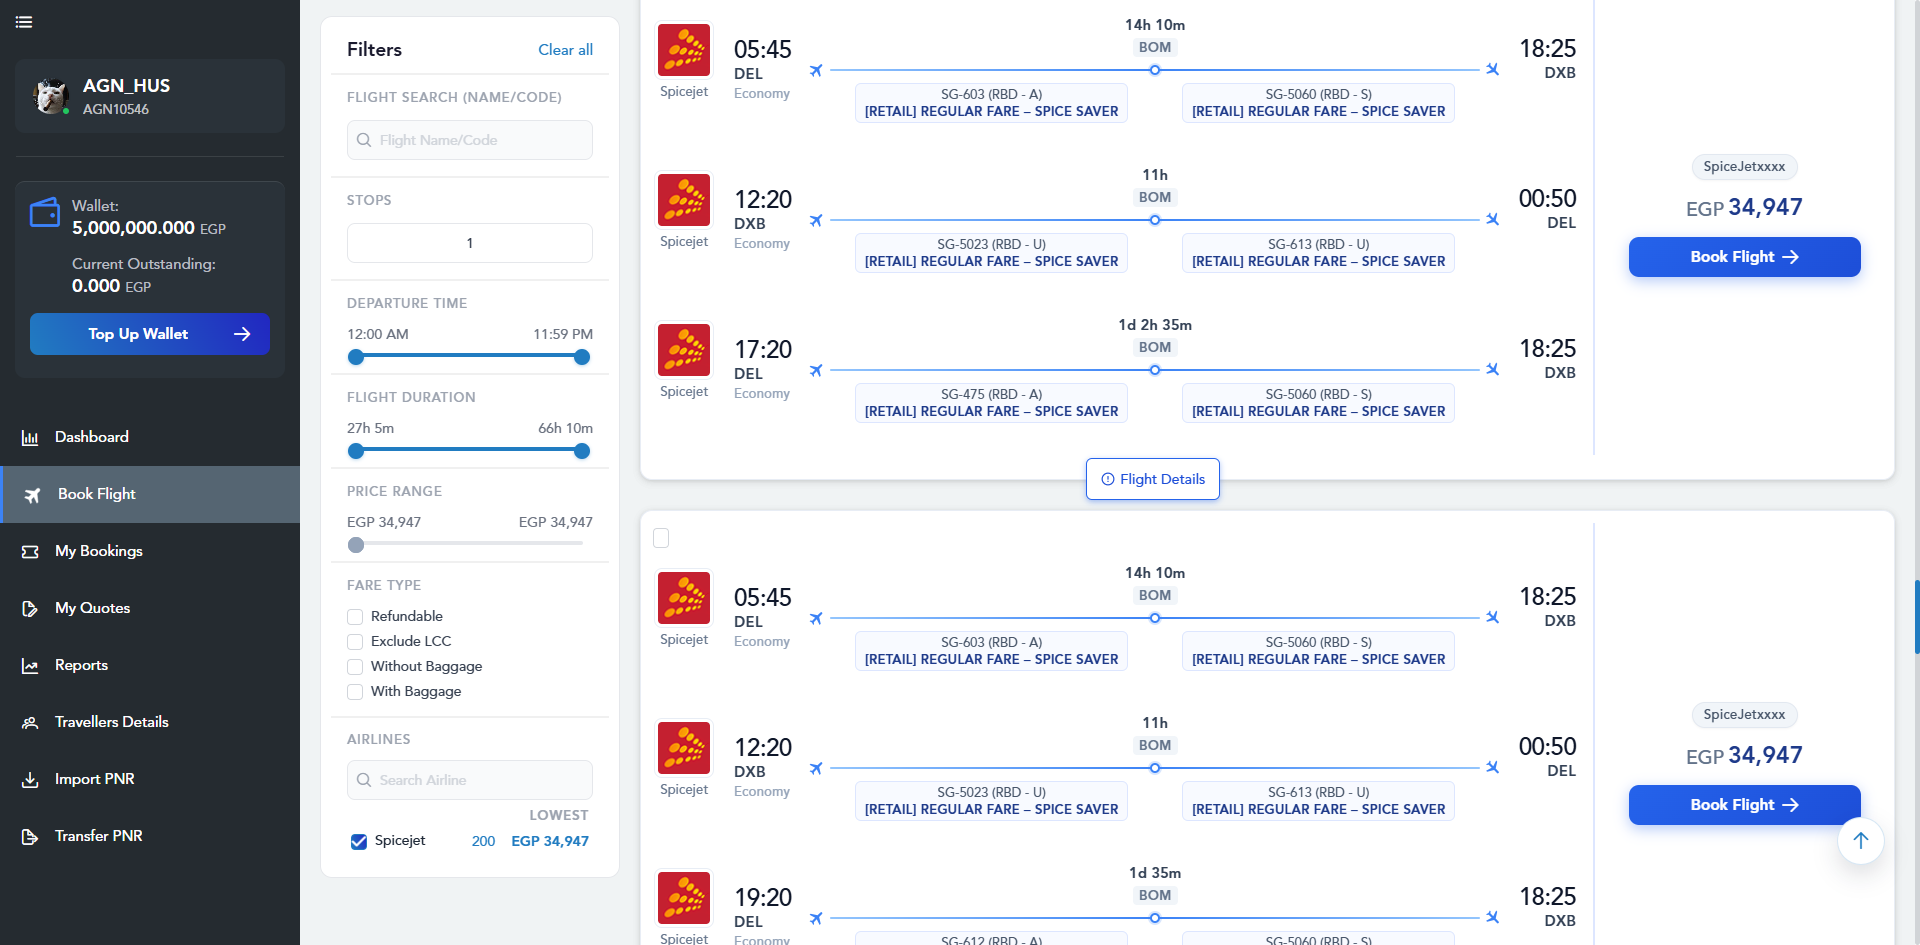 AGN_HUS
AGN10546
Wallet:
5,000,000.000 EGP
Current Outstanding:
0.000 EGP
Top Up Wallet
Dashboard
Book Flight
My Bookings
My Quotes
Reports
Travellers Details
Import PNR
Transfer PNR
Filters
Clear all
FLIGHT SEARCH (NAME/CODE)
Flight Name/Code
STOPS
1
DEPARTURE TIME
12:00 AM 11:59 PM
FLIGHT DURATION
27h 5m 66h 10m
PRICE RANGE
EGP 34,947 EGP 34,947
FARE TYPE
Refundable
Exclude LCC
Without Baggage
With Baggage
AIRLINES
Search Airline
LOWEST
Spicejet 200 EGP 34,947
Spicejet
05:45
DEL
Economy
14h 10m
BOM
SG-603 (RBD - A)
[RETAIL] REGULAR FARE – SPICE SAVER
SG-5060 (RBD - S)
[RETAIL] REGULAR FARE – SPICE SAVER
18:25
DXB
Spicejet
12:20
DXB
Economy
11h
BOM
SG-5023 (RBD - U)
[RETAIL] REGULAR FARE – SPICE SAVER
SG-613 (RBD - U)
[RETAIL] REGULAR FARE – SPICE SAVER
00:50
DEL
Spicejet
17:20
DEL
Economy
1d 2h 35m
BOM
SG-475 (RBD - A)
[RETAIL] REGULAR FARE – SPICE SAVER
SG-5060 (RBD - S)
[RETAIL] REGULAR FARE – SPICE SAVER
18:25
DXB
SpiceJetxxxx
EGP 34,947
Book Flight
Flight Details
Spicejet
05:45
DEL
Economy
14h 10m
BOM
SG-603 (RBD - A)
[RETAIL] REGULAR FARE – SPICE SAVER
SG-5060 (RBD - S)
[RETAIL] REGULAR FARE – SPICE SAVER
18:25
DXB
Spicejet
12:20
DXB
Economy
11h
BOM
SG-5023 (RBD - U)
[RETAIL] REGULAR FARE – SPICE SAVER
SG-613 (RBD - U)
[RETAIL] REGULAR FARE – SPICE SAVER
00:50
DEL
Spicejet
19:20
DEL
Economy
1d 35m
BOM
SG-612 (RBD - A)
SG-5060 (RBD - S)
18:25
DXB
SpiceJetxxxx
EGP 34,947
Book Flight